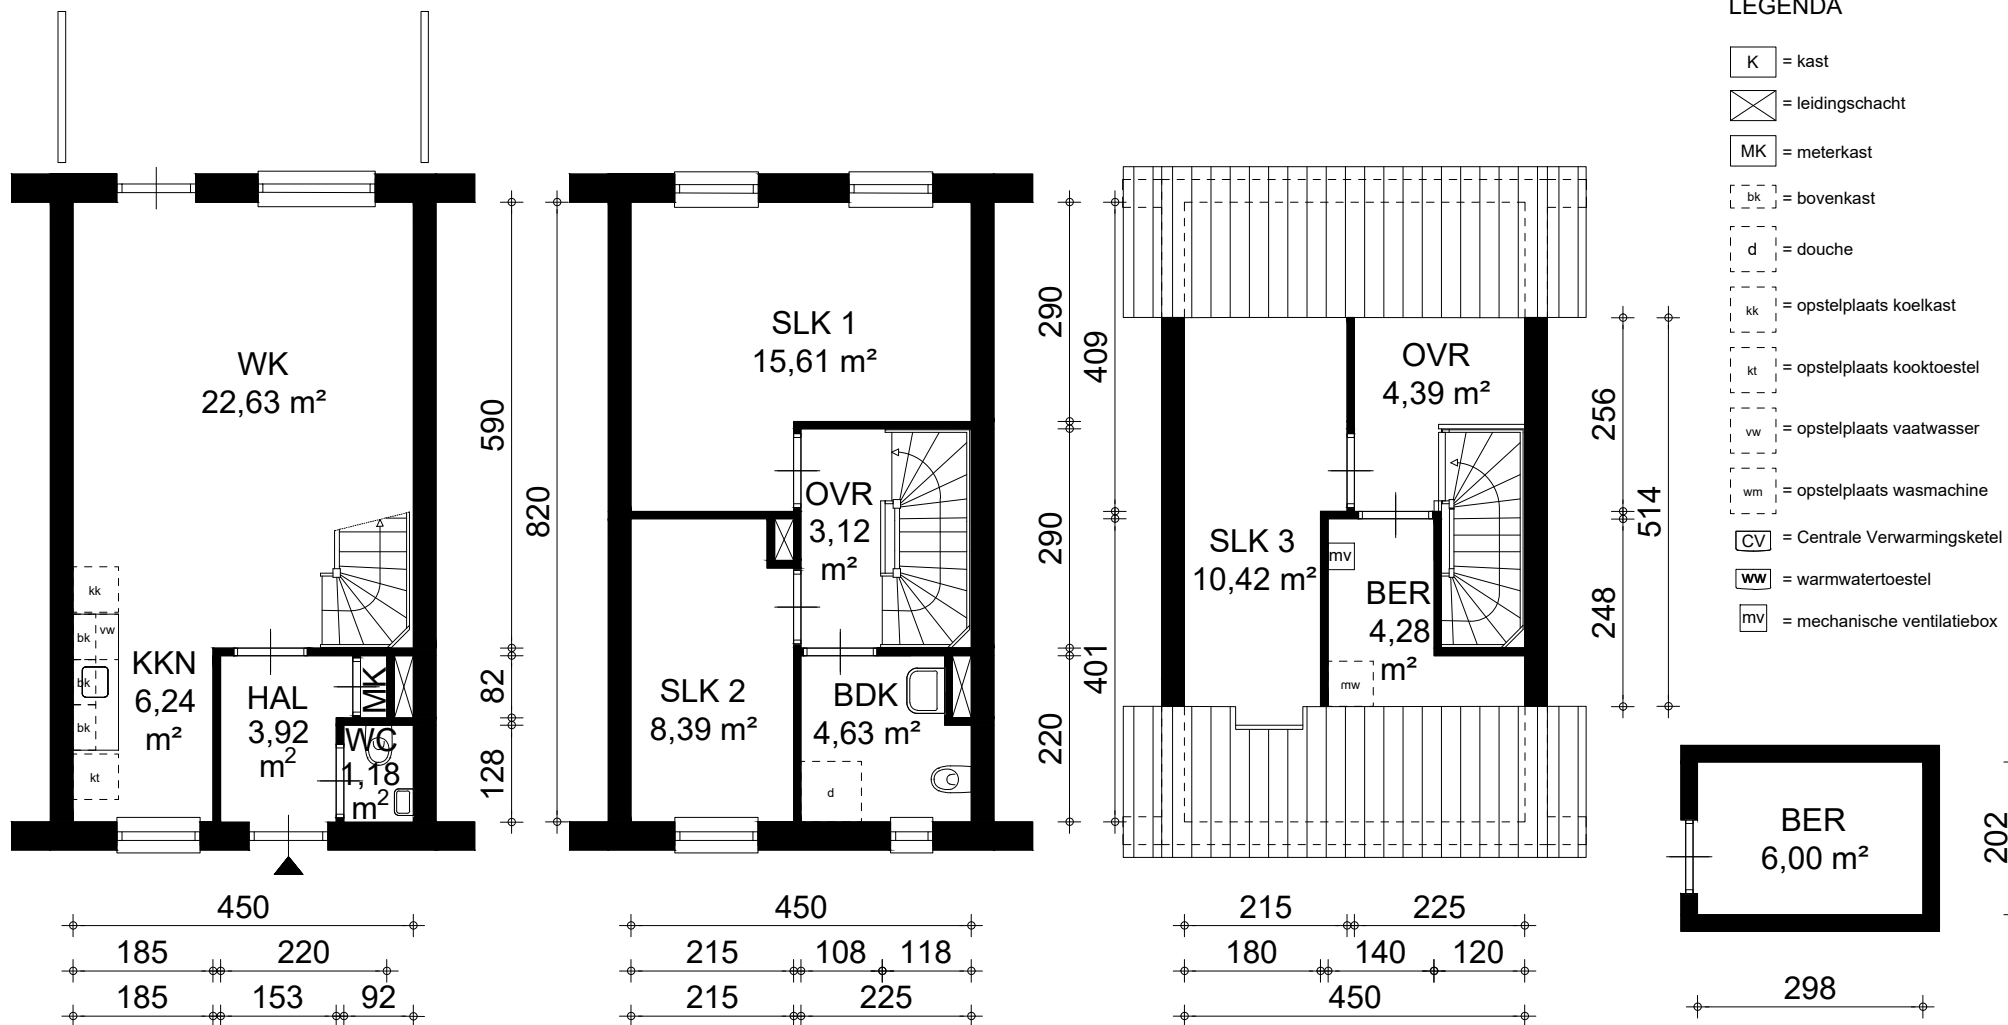 WK
22,63 m²
kk
bk
vw
bk
bk
kt
KKN
6,24
m²
HAL
3,92
m²
MK
WC
1,18
m²
590
82
128
820
450
185
220
185
153
92
SLK 1
15,61 m²
OVR
3,12
m²
SLK 2
8,39 m²
BDK
4,63 m²
d
290
290
220
409
401
450
215
108
118
215
225
OVR
4,39 m²
SLK 3
10,42 m²
mv
BER
4,28
m²
mw
256
248
514
215
225
180
140
120
450
LEGENDA
K = kast
= leidingschacht
MK = meterkast
bk = bovenkast
d = douche
kk = opstelplaats koelkast
kt = opstelplaats kooktoestel
vw = opstelplaats vaatwasser
wm = opstelplaats wasmachine
CV = Centrale Verwarmingsketel
ww = warmwatertoestel
mv = mechanische ventilatiebox
BER
6,00 m²
202
298